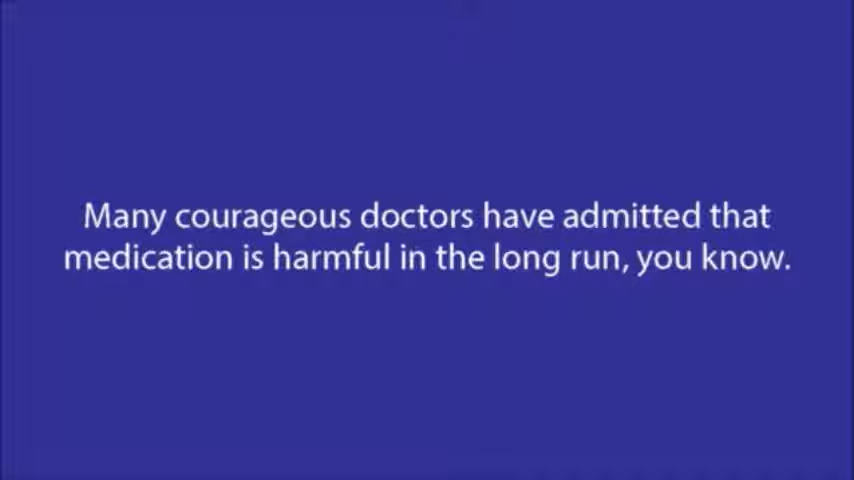 Many courageous doctors have admitted that
medication is harmful in the long run, you know.